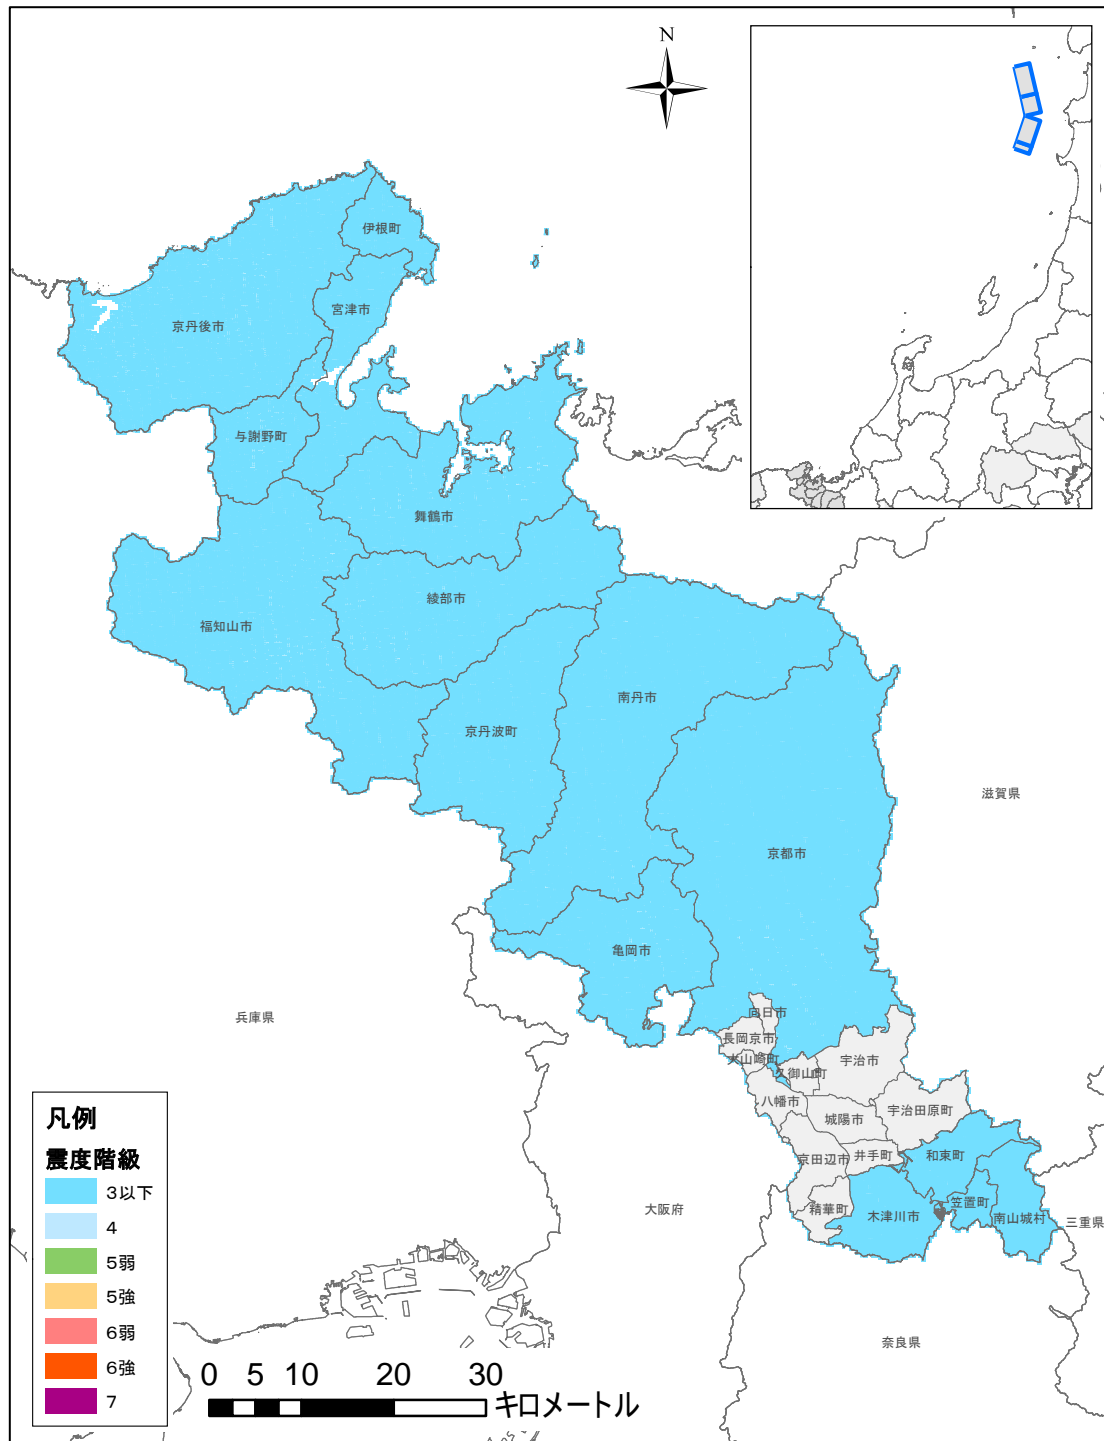 N
伊根町
宮津市
京丹後市
与謝野町
舞鶴市
綾部市
福知山市
南丹市
京丹波町
滋賀県
京都市
亀岡市
兵庫県
向日市
長岡京市
大山崎町
久御山町
宇治市
八幡市
城陽市
宇治田原町
京田辺市
井手町
和束町
精華町
木津川市
笠置町
南山城村
大阪府
三重県
奈良県
凡例
震度階級
3以下
4
5弱
5強
6弱
6強
7
0 5 10 20 30
キロメートル